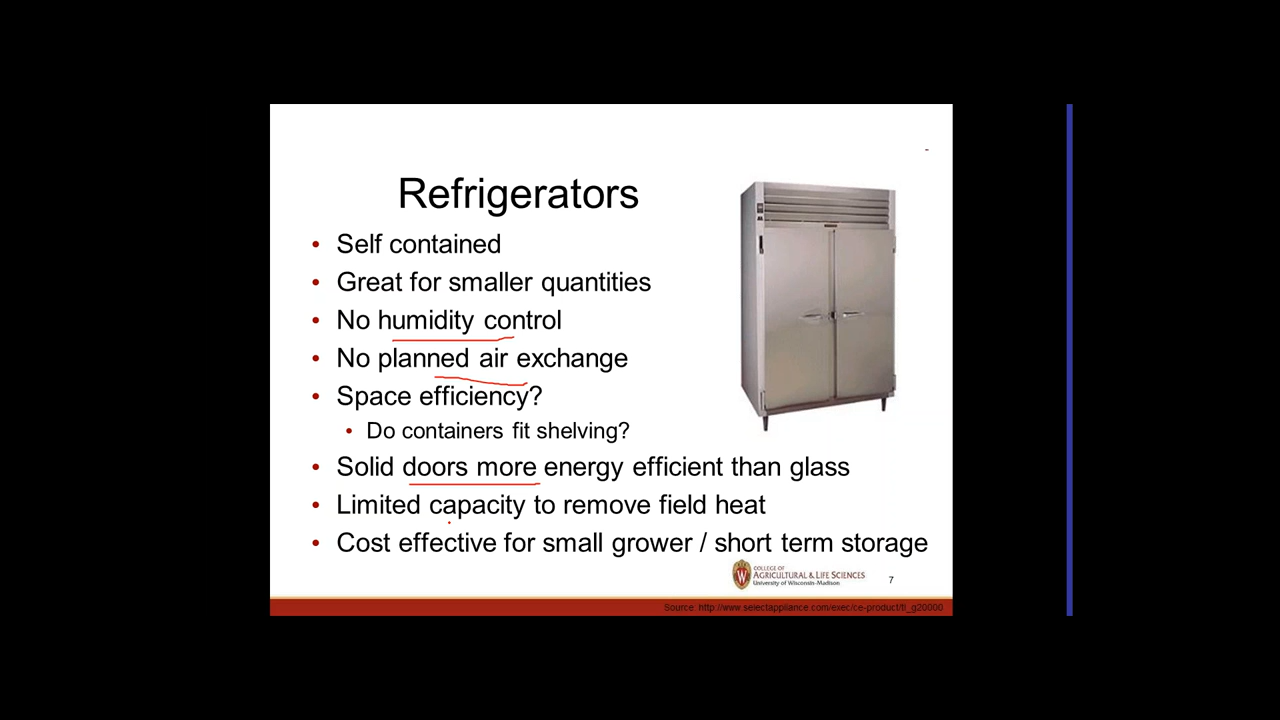 Refrigerators
• Self contained
• Great for smaller quantities
• No humidity control
• No planned air exchange
• Space efficiency?
• Do containers fit shelving?
• Solid doors more energy efficient than glass
• Limited capacity to remove field heat
• Cost effective for small grower / short term storage
W
COLLEGE OF
AGRICULTURAL & LIFE SCIENCES
University of Wisconsin-Madison
7
Source: http://www.selectappliance.com/exec/ce-product/tl_g20000